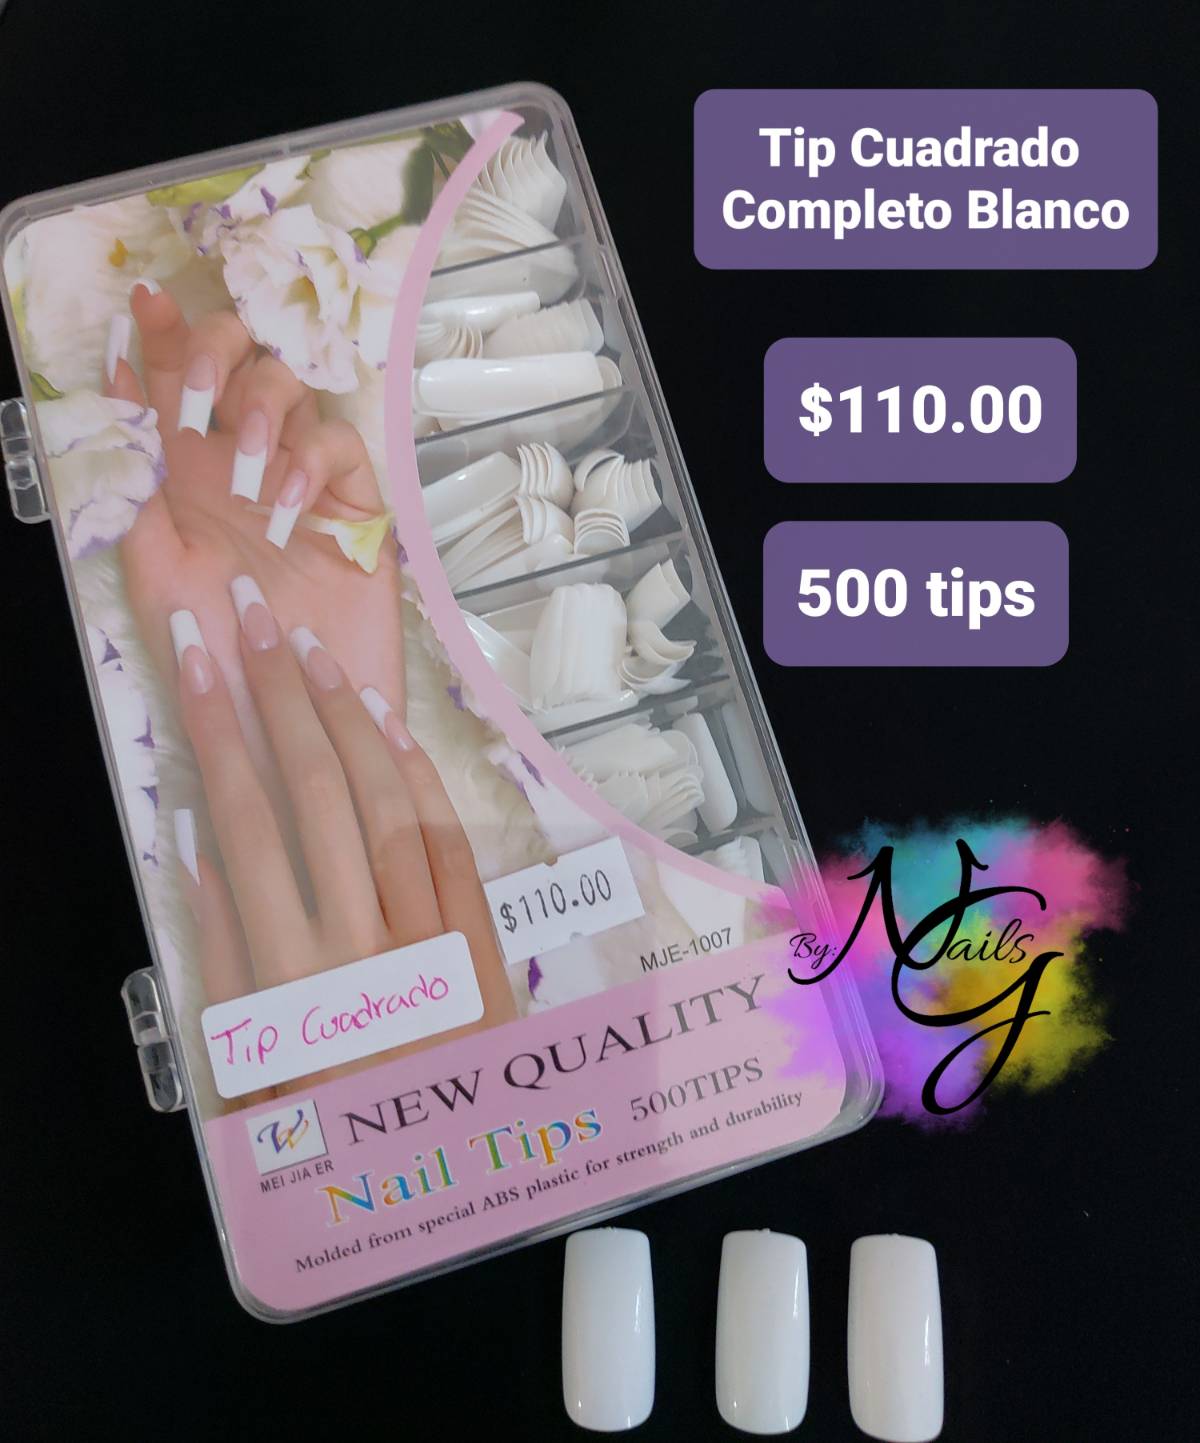 Tip Cuadrado
Completo Blanco
$110.00
500 tips
$110.00
MJE-1007
Tip Cuadrado
NEW QUALITY
MEI JIA ER
Nail Tips 500TIPS
Molded from special ABS plastic for strength and durability
By: Nails
NG